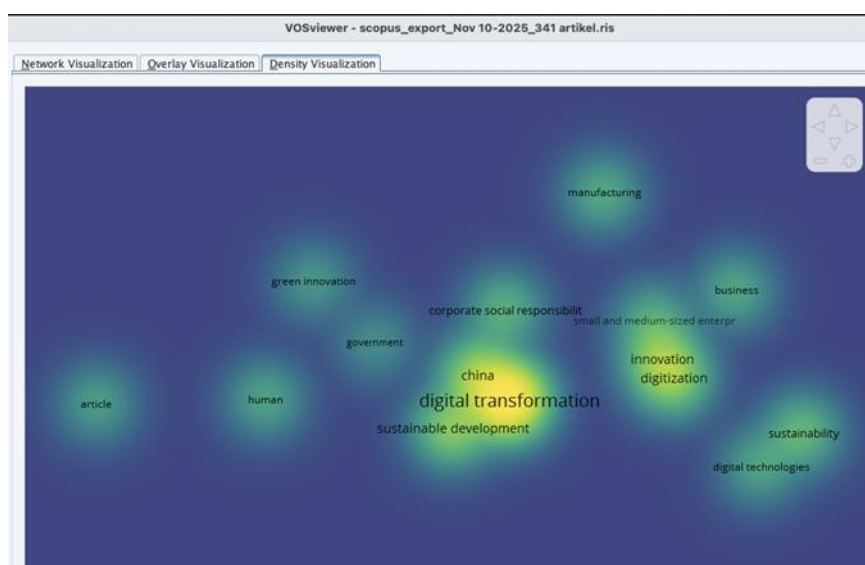 VOSviewer - scopus_export_Nov 10-2025_341 artikel.ris
Network Visualization Overlay Visualization Density Visualization
manufacturing
green innovation
business
corporate social responsibilit
small and medium-sized enterpr
government
innovation
china
digitization
human
digital transformation
article
sustainable development
sustainability
digital technologies